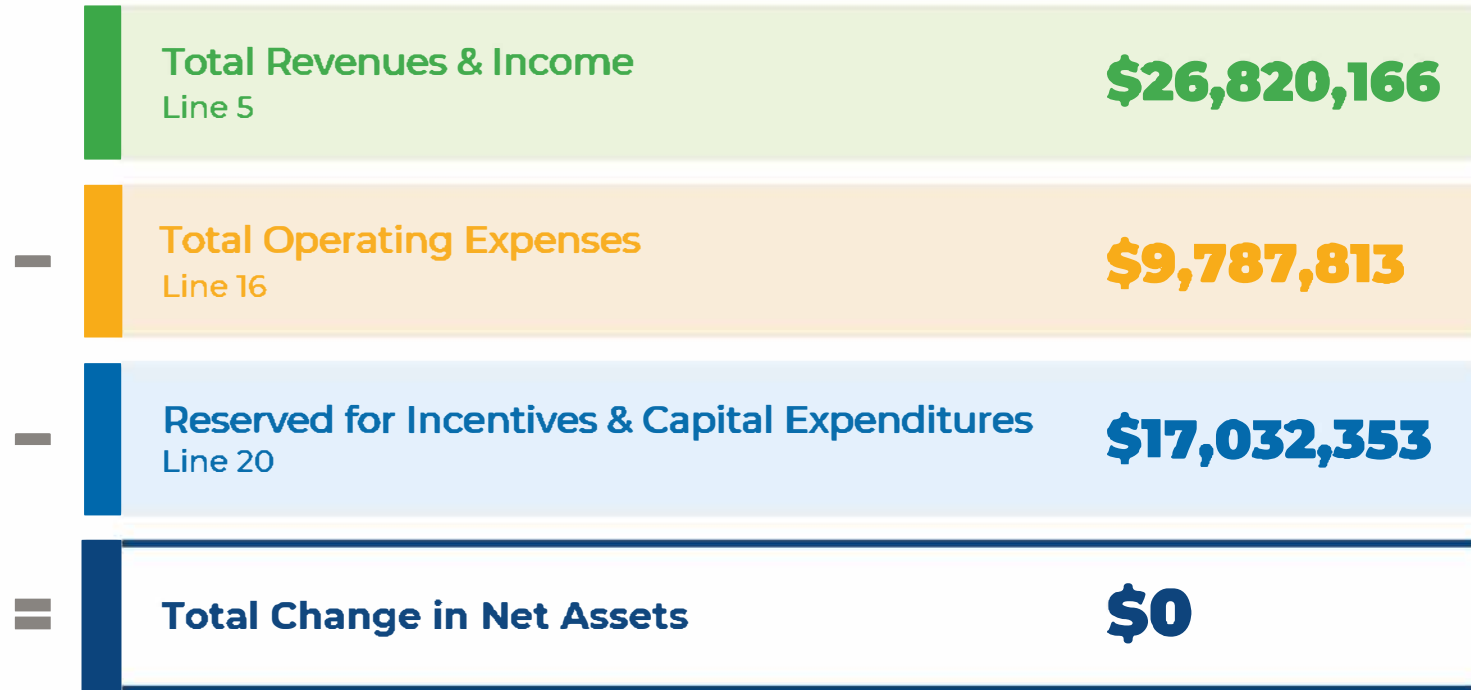 Total Revenues & Income
Line 5
$26,820,166
- Total Operating Expenses
Line 16
$9,787,813
- Reserved for Incentives & Capital Expenditures
Line 20
$17,032,353
= Total Change in Net Assets
$0